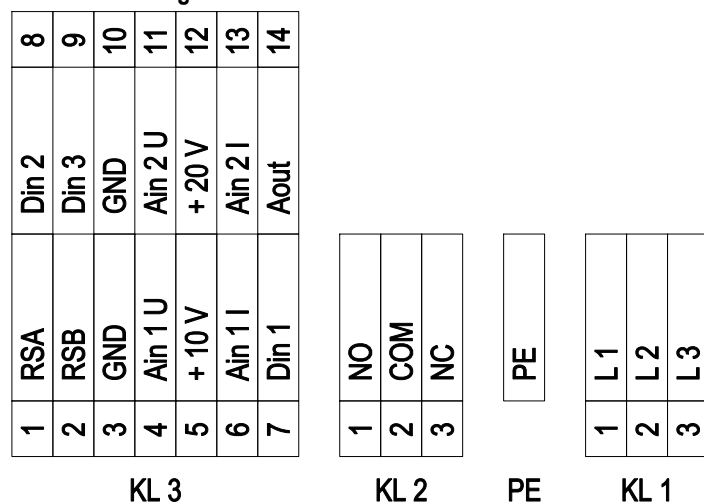 8 9 10 11 12 13 14
Din 2 Din 3 GND Ain 2 U + 20 V Ain 2 I Aout
RSA RSB GND Ain 1 U + 10 V Ain 1 I Din 1
1 2 3 4 5 6 7
NO COM NC
1 2 3
PE
L 1 L 2 L 3
1 2 3
KL 3 KL 2 PE KL 1